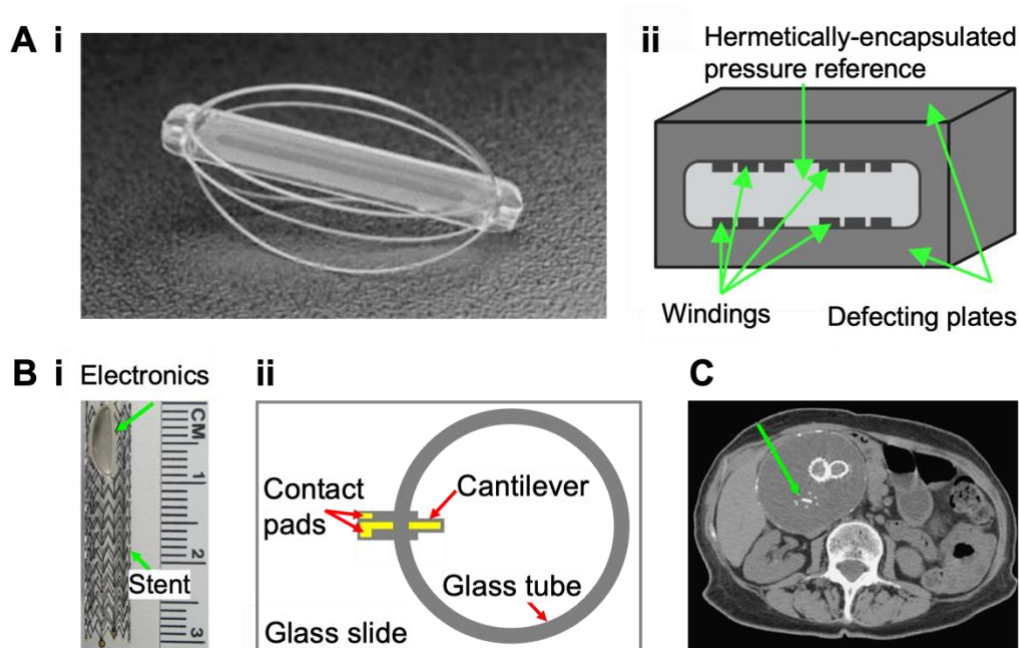 A i
ii
Hermetically-encapsulated
pressure reference
Windings
Defecting plates
B i
Electronics
CM
1
2
3
Stent
ii
Contact
pads
Cantilever
Glass tube
Glass slide
C